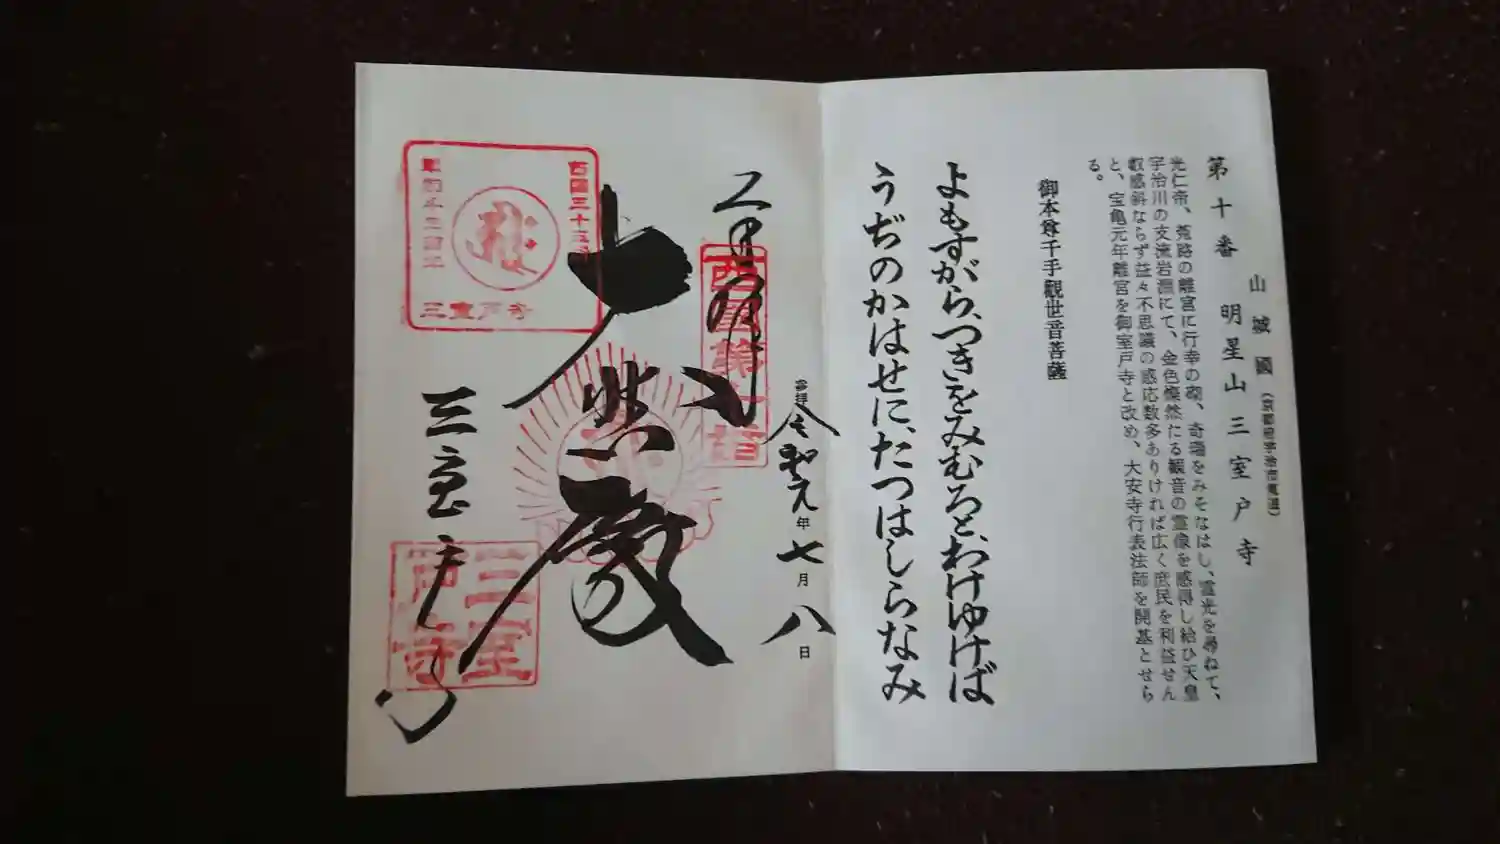 第十番 明星山三室戸寺
山城國
光仁帝、菟路の離宮に行幸の砌、奇瑞をみそなはし、霊光を尋ねて、
宇治川の支流岩淵にて、金色燦然たる観音の霊像を感得し給ひ天皇
叡感斜ならず益々不思議の感応数多ありければ広く庶民を利益せん
と、宝亀元年離宮を御室戸寺と改め、大安寺行表法師を開基とせら
る。
御本尊千手觀世音菩薩
よもすがら、つきをみむろと、わけゆけば
うぢのかはせに、たつはしらなみ
参拝 令和元年七月八日
西国第十番
大悲殿
三室戸寺
西国三十三所
三室戸寺
三室戸寺